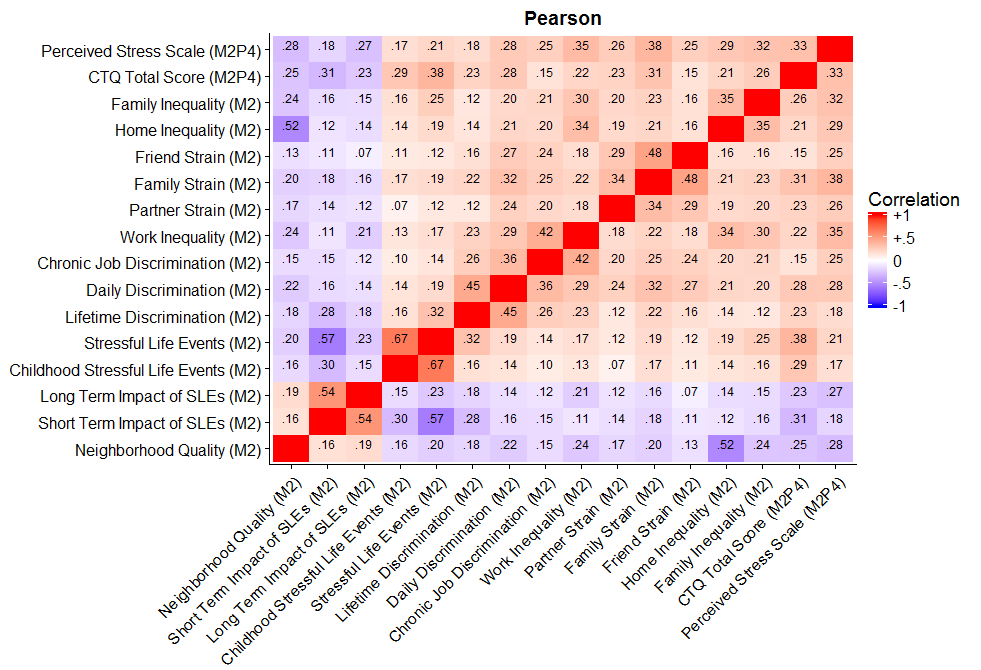 Pearson
Perceived Stress Scale (M2P4) .28 .18 .27 .17 .21 .18 .28 .25 .35 .26 .38 .25 .29 .32 .33
CTQ Total Score (M2P4) .25 .31 .23 .29 .38 .23 .28 .15 .22 .23 .31 .15 .21 .26 .33
Family Inequality (M2) .24 .16 .15 .16 .25 .12 .20 .21 .30 .20 .23 .16 .35 .26 .32
Home Inequality (M2) .52 .12 .14 .14 .19 .14 .21 .20 .34 .19 .21 .16 .35 .21 .29
Friend Strain (M2) .13 .11 .07 .11 .12 .16 .27 .24 .18 .29 .48 .16 .16 .15 .25
Family Strain (M2) .20 .18 .16 .17 .19 .22 .32 .25 .22 .34 .48 .21 .23 .31 .38
Partner Strain (M2) .17 .14 .12 .07 .12 .12 .24 .20 .18 .34 .29 .19 .20 .23 .26
Work Inequality (M2) .24 .11 .21 .13 .17 .23 .29 .42 .18 .22 .18 .34 .30 .22 .35
Chronic Job Discrimination (M2) .15 .15 .12 .10 .14 .26 .36 .42 .20 .25 .24 .20 .21 .15 .25
Daily Discrimination (M2) .22 .16 .14 .14 .19 .45 .36 .29 .24 .32 .27 .21 .20 .28 .28
Lifetime Discrimination (M2) .18 .28 .18 .16 .32 .45 .26 .23 .12 .22 .16 .14 .12 .23 .18
Stressful Life Events (M2) .20 .57 .23 .67 .32 .19 .14 .17 .12 .19 .12 .19 .25 .38 .21
Childhood Stressful Life Events (M2) .16 .30 .15 .67 .16 .14 .10 .13 .07 .17 .11 .14 .16 .29 .17
Long Term Impact of SLEs (M2) .19 .54 .15 .23 .18 .14 .12 .21 .12 .16 .07 .14 .15 .23 .27
Short Term Impact of SLEs (M2) .16 .54 .30 .57 .28 .16 .15 .11 .14 .18 .11 .12 .16 .31 .18
Neighborhood Quality (M2) .16 .19 .16 .20 .18 .22 .15 .24 .17 .20 .13 .52 .24 .25 .28
Neighborhood Quality (M2)
Short Term Impact of SLEs (M2)
Long Term Impact of SLEs (M2)
Childhood Stressful Life Events (M2)
Stressful Life Events (M2)
Lifetime Discrimination (M2)
Daily Discrimination (M2)
Chronic Job Discrimination (M2)
Work Inequality (M2)
Partner Strain (M2)
Family Strain (M2)
Friend Strain (M2)
Home Inequality (M2)
Family Inequality (M2)
CTQ Total Score (M2P4)
Perceived Stress Scale (M2P4)
Correlation
+1
+.5
0
-.5
-1